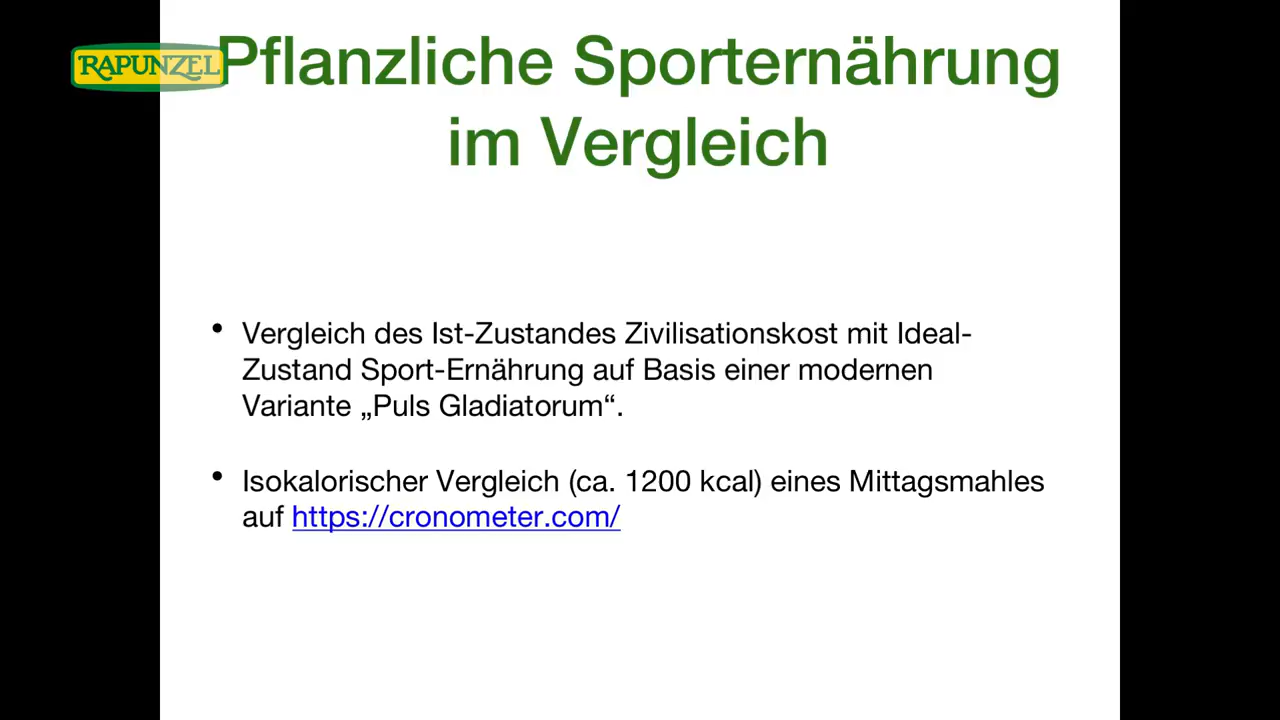 RAPUNZEL
Pflanzliche Sporternährung
im Vergleich
• Vergleich des Ist-Zustandes Zivilisationskost mit Ideal-
Zustand Sport-Ernährung auf Basis einer modernen
Variante „Puls Gladiatorum“.
• Isokalorischer Vergleich (ca. 1200 kcal) eines Mittagsmahles
auf https://cronometer.com/